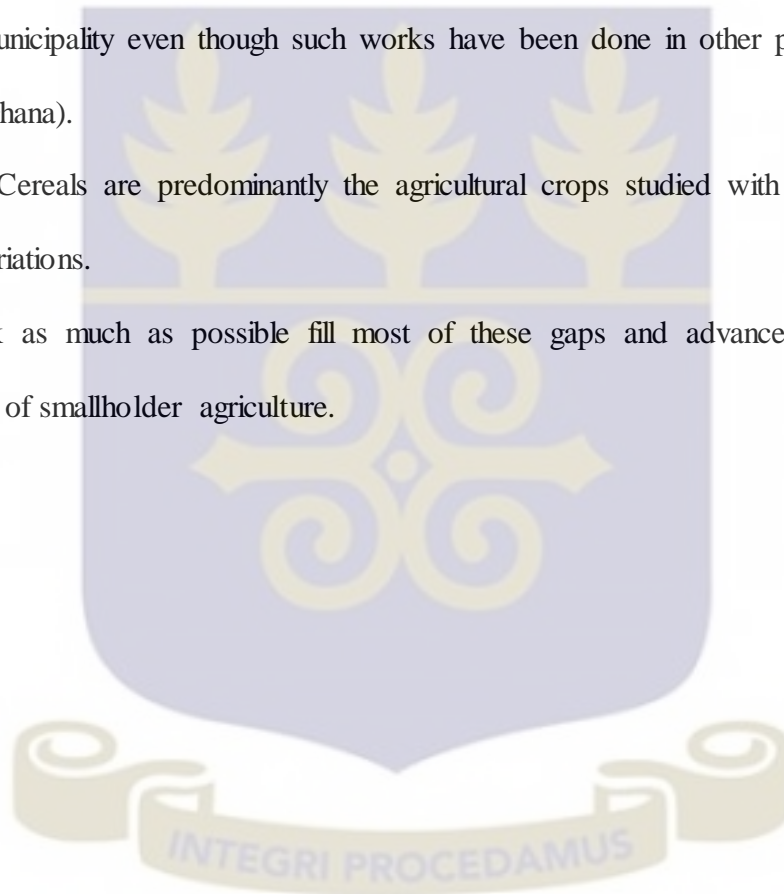 unicipality even though such works have been done in other p
hana).
Cereals are predominantly the agricultural crops studied with
riations.
as much as possible fill most of these gaps and advance
of smallholder agriculture.
INTEGRI PROCEDAMUS